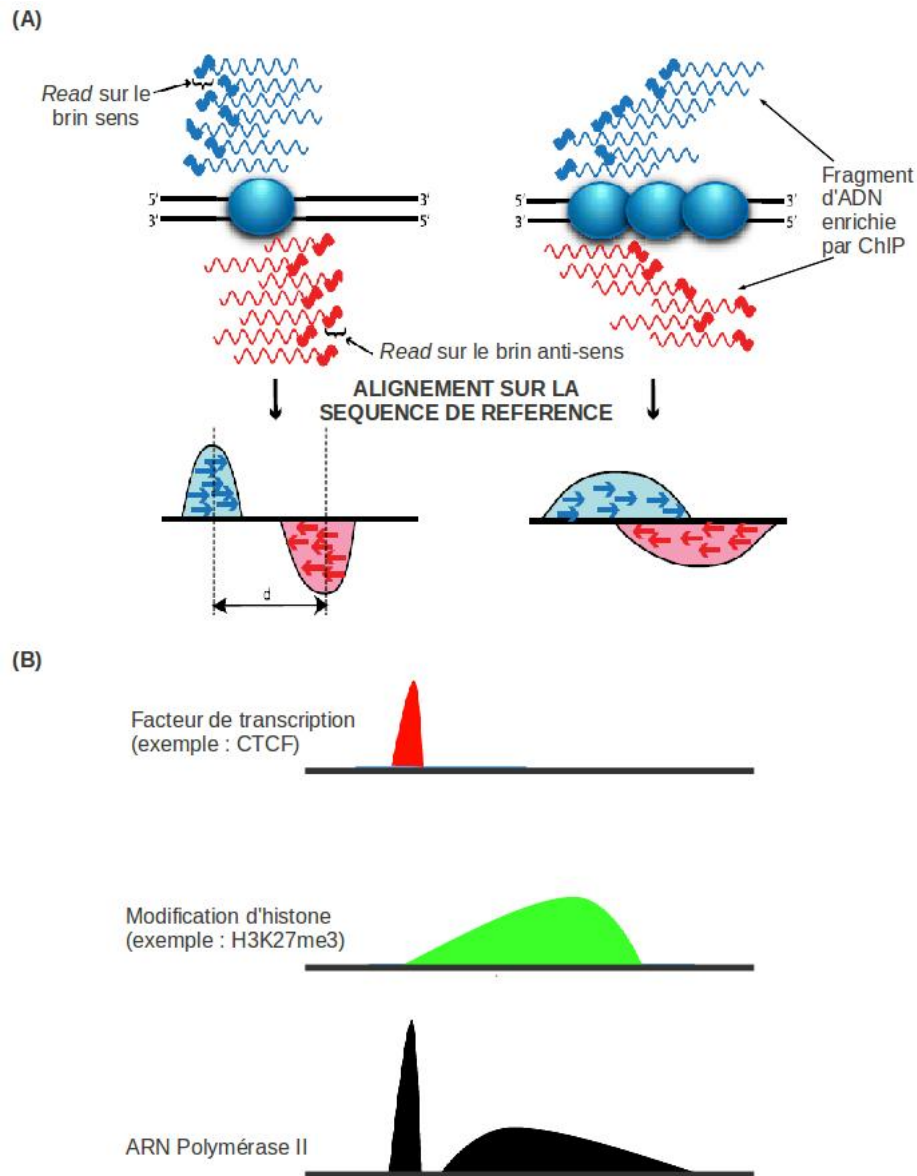 (A)
Read sur le
brin sens
Fragment
d'ADN
enrichie
par ChIP
5'
3'
3'
5'
5'
3'
3'
5'
Read sur le brin anti-sens
ALIGNEMENT SUR LA
SEQUENCE DE REFERENCE
d
(B)
Facteur de transcription
(exemple : CTCF)
Modification d'histone
(exemple : H3K27me3)
ARN Polymérase II